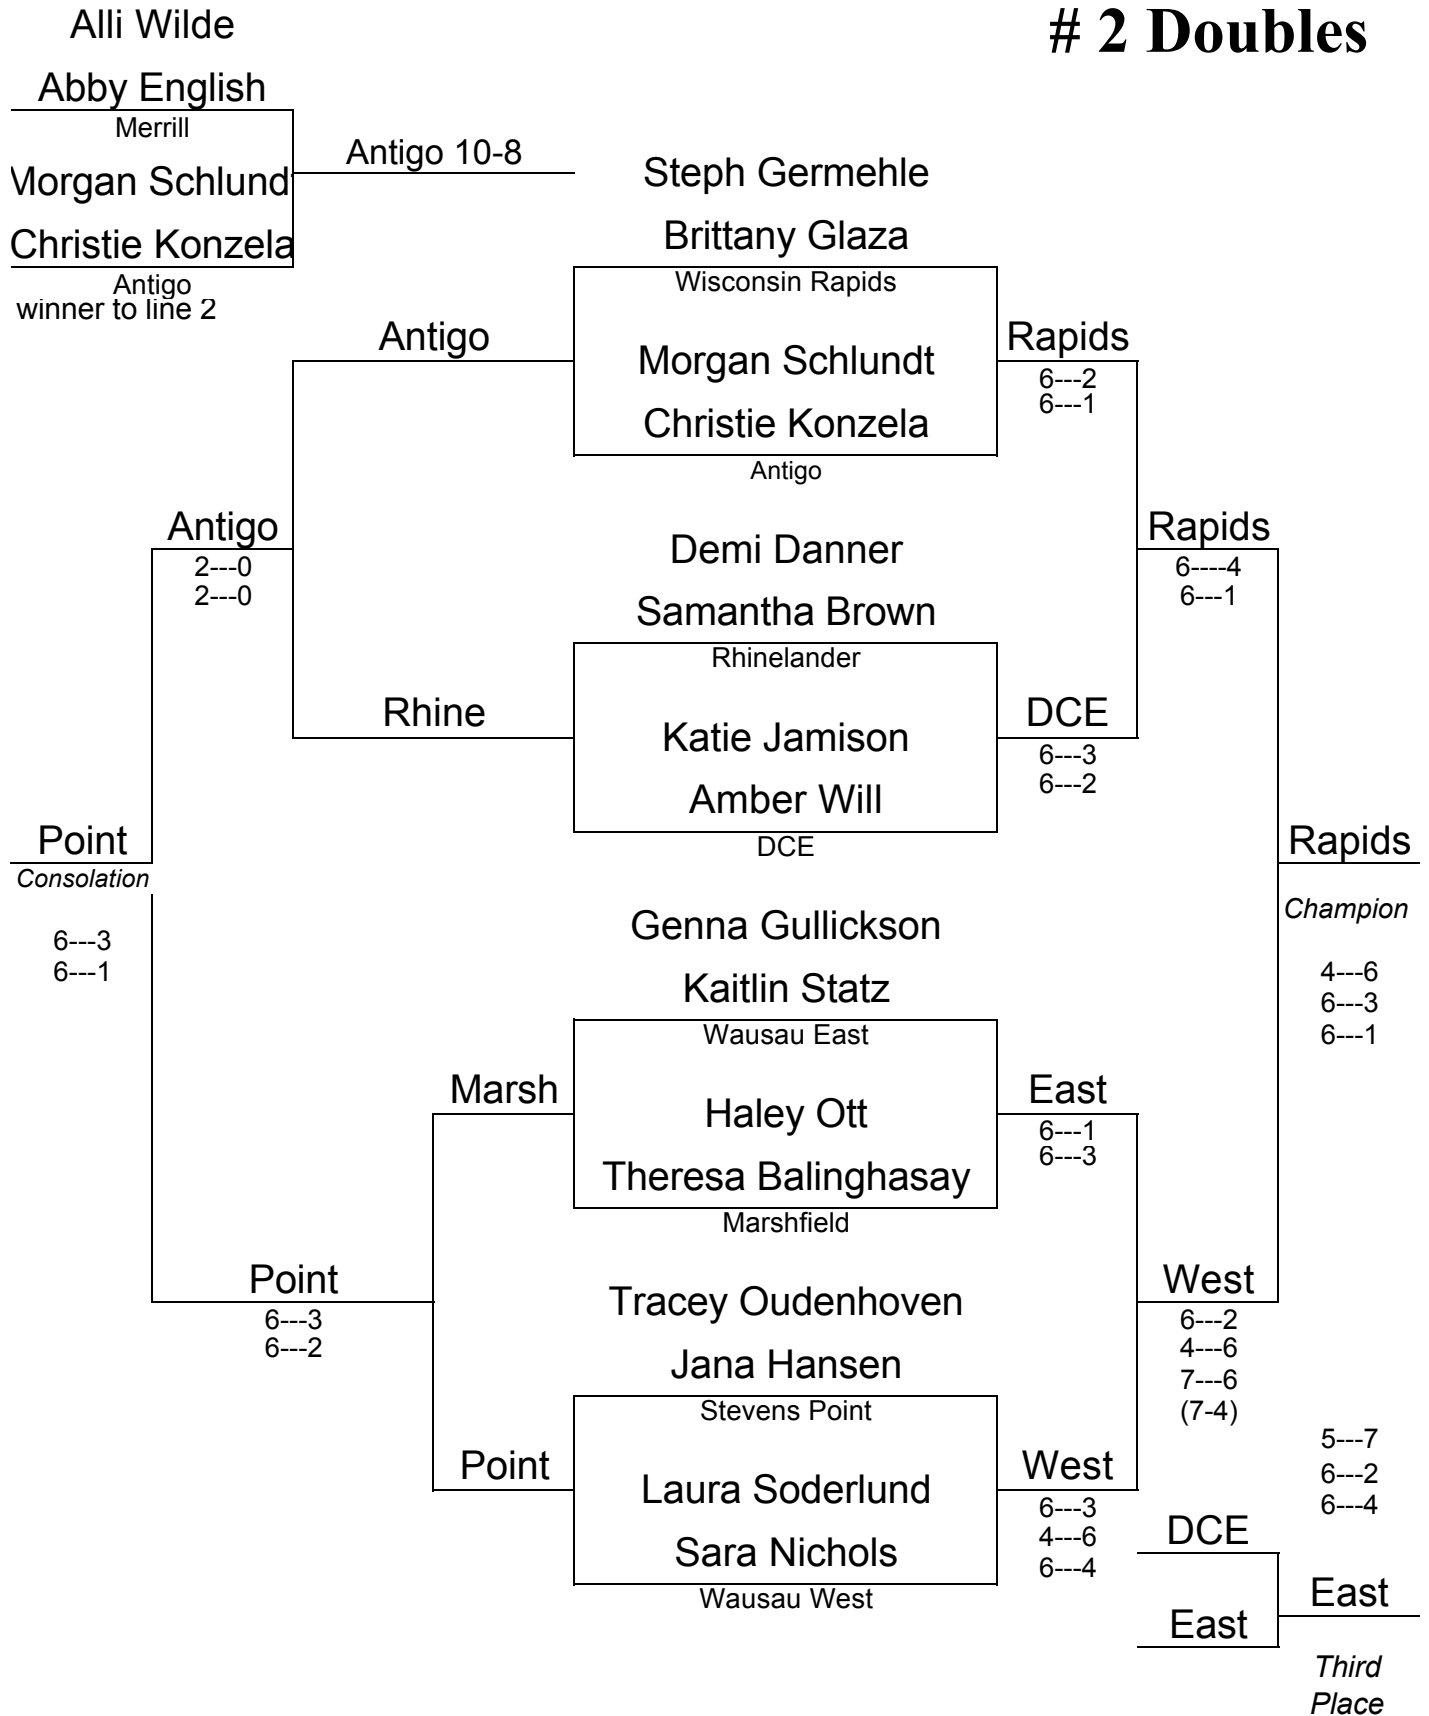 Alli Wilde
# 2 Doubles
Abby English
Merrill
Antigo 10-8
Morgan Schlundt
Steph Germehle
Brittany Glaza
Christie Konzela
Wisconsin Rapids
Antigo
winner to line 2
Antigo
Rapids
Morgan Schlundt
6---2
6---1
Christie Konzela
Antigo
Antigo
2---0
2---0
Demi Danner
Samantha Brown
Rhinelander
Rapids
6----4
6---1
Rhine
DCE
Katie Jamison
6---3
6---2
Amber Will
DCE
Point
Consolation
6---3
6---1
Rapids
Champion
4---6
6---3
6---1
Genna Gullickson
Kaitlin Statz
Wausau East
Marsh
East
Haley Ott
6---1
6---3
Theresa Balinghasay
Marshfield
Point
6---3
6---2
Tracey Oudenhoven
Jana Hansen
Stevens Point
West
6---2
4---6
7---6
(7-4)
Point
West
Laura Soderlund
6---3
4---6
6---4
Sara Nichols
Wausau West
5---7
6---2
6---4
DCE
East
East
Third
Place